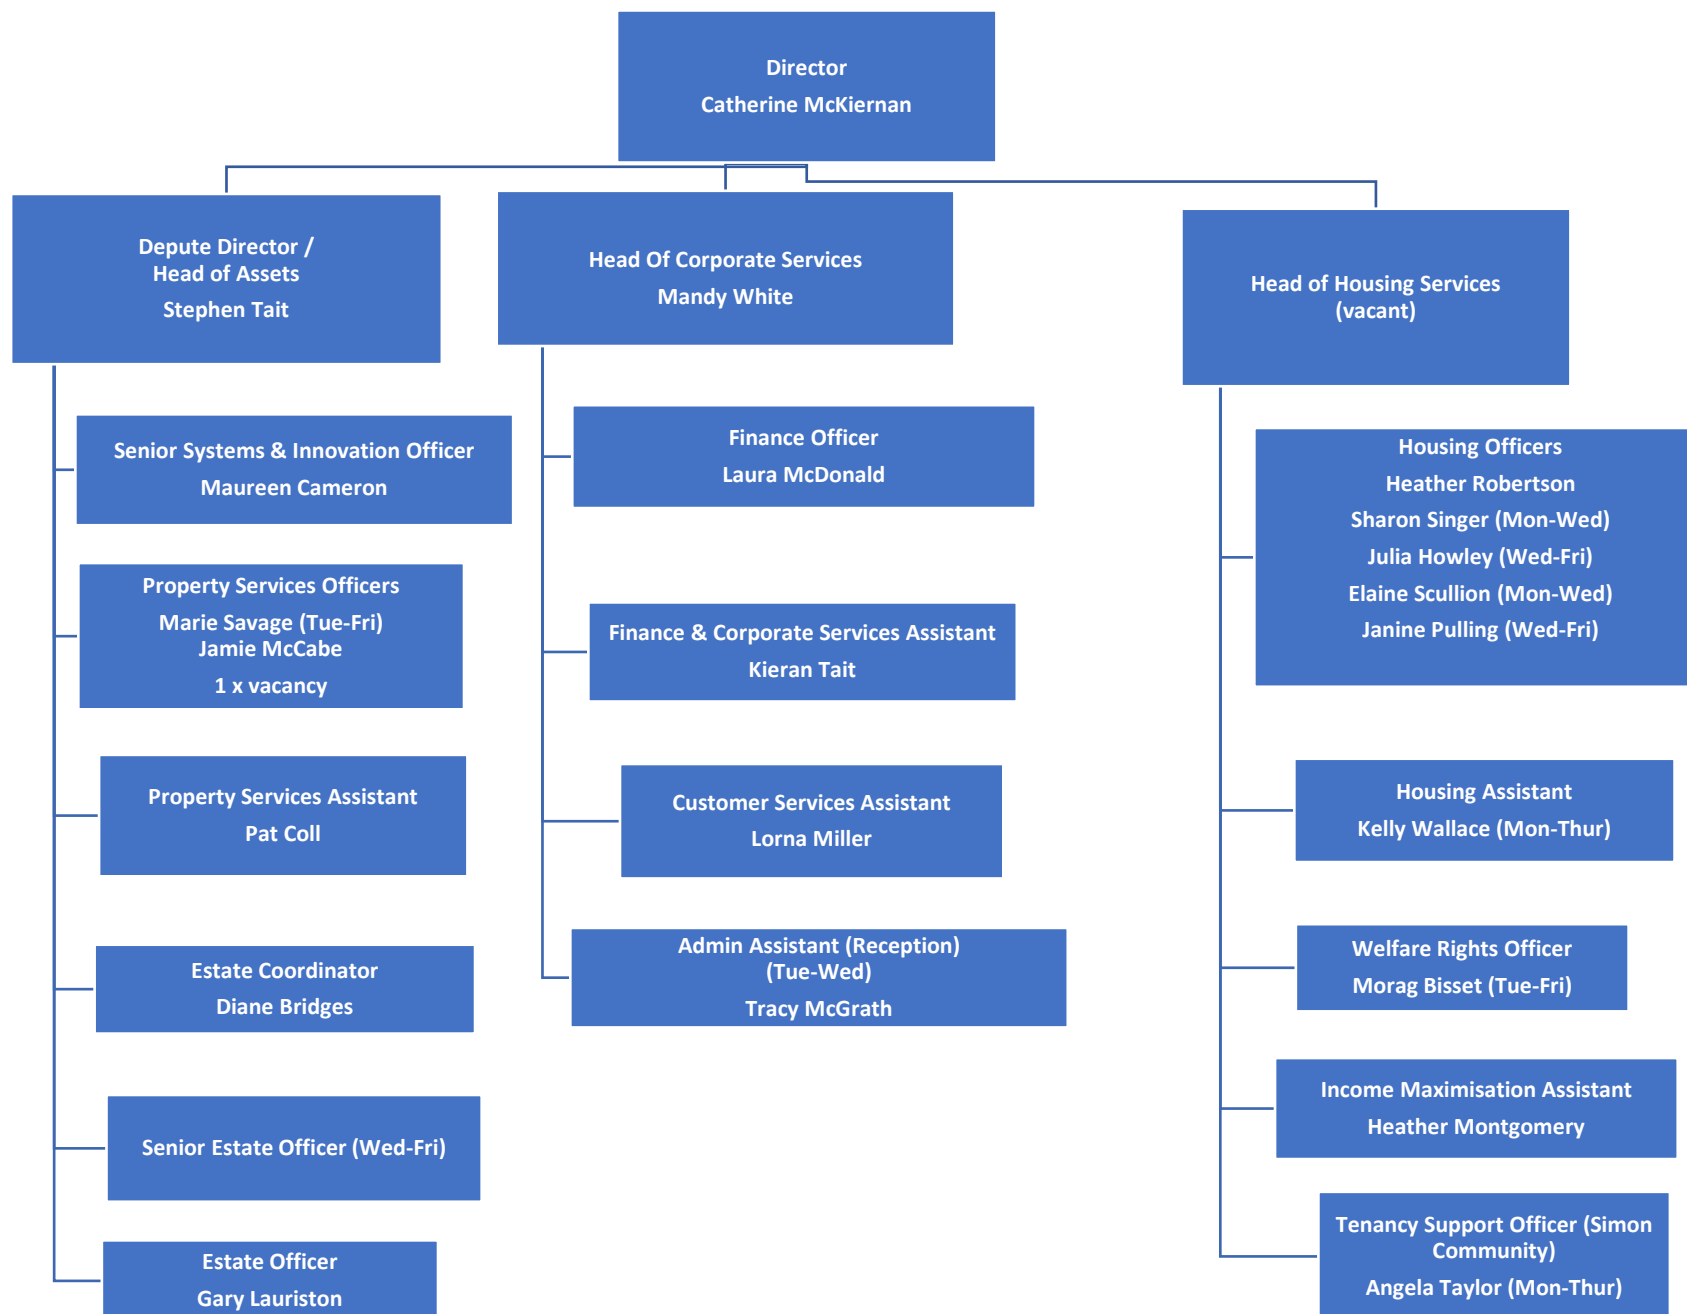 Director
Catherine McKiernan
Depute Director /
Head of Assets
Stephen Tait
Senior Systems & Innovation Officer
Maureen Cameron
Property Services Officers
Marie Savage (Tue-Fri)
Jamie McCabe
1 x vacancy
Property Services Assistant
Pat Coll
Estate Coordinator
Diane Bridges
Senior Estate Officer (Wed-Fri)
Estate Officer
Gary Lauriston
Head Of Corporate Services
Mandy White
Finance Officer
Laura McDonald
Finance & Corporate Services Assistant
Kieran Tait
Customer Services Assistant
Lorna Miller
Admin Assistant (Reception)
(Tue-Wed)
Tracy McGrath
Head of Housing Services
(vacant)
Housing Officers
Heather Robertson
Sharon Singer (Mon-Wed)
Julia Howley (Wed-Fri)
Elaine Scullion (Mon-Wed)
Janine Pulling (Wed-Fri)
Housing Assistant
Kelly Wallace (Mon-Thur)
Welfare Rights Officer
Morag Bisset (Tue-Fri)
Income Maximisation Assistant
Heather Montgomery
Tenancy Support Officer (Simon
Community)
Angela Taylor (Mon-Thur)